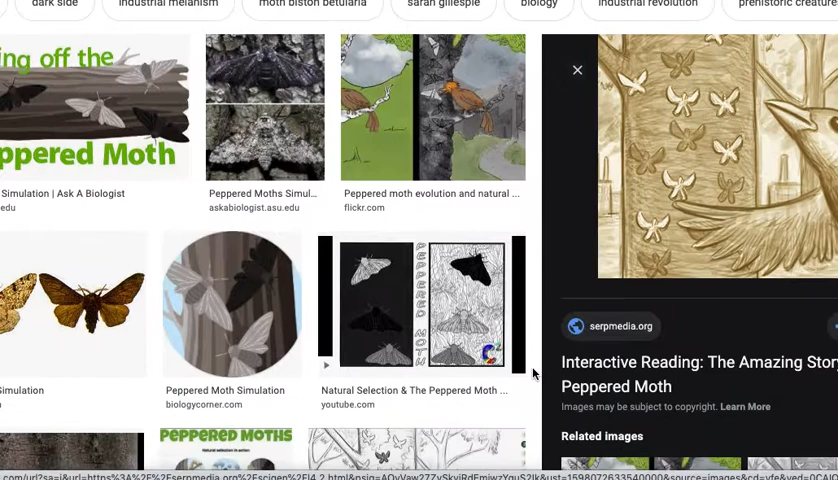 dark side
industrial melanism
moth biston betularia
sarah gillespie
biology
industrial revolution
prehistoric creature
ing off the
ppered Moth
Simulation | Ask A Biologist
edu
Peppered Moths Simul...
askabiologist.asu.edu
Peppered moth evolution and natural ...
flickr.com
Simulation
Peppered Moth Simulation
biologycorner.com
PEPPERED MOTH
Natural Selection & The Peppered Moth ...
youtube.com
PEPPERED MOTHS
serpmedia.org
Interactive Reading: The Amazing Story
Peppered Moth
Images may be subject to copyright. Learn More
Related images